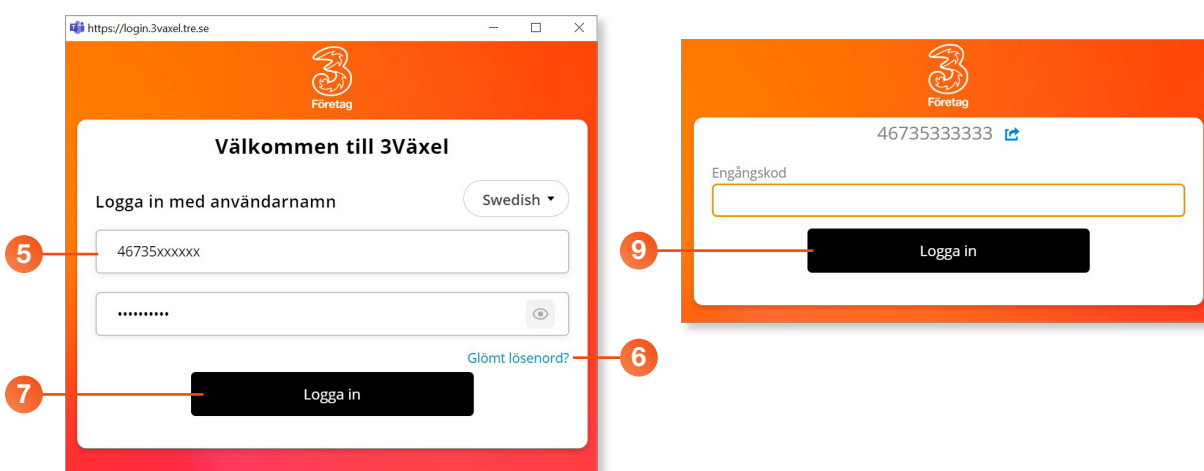 https://login.3vaxel.tre.se
Företag
Välkommen till 3Växel
Logga in med användarnamn
Swedish
5
46735xxxxxx
••••••••••
Glömt lösenord?
6
7
Logga in
Företag
46735333333
Engångskod
9
Logga in